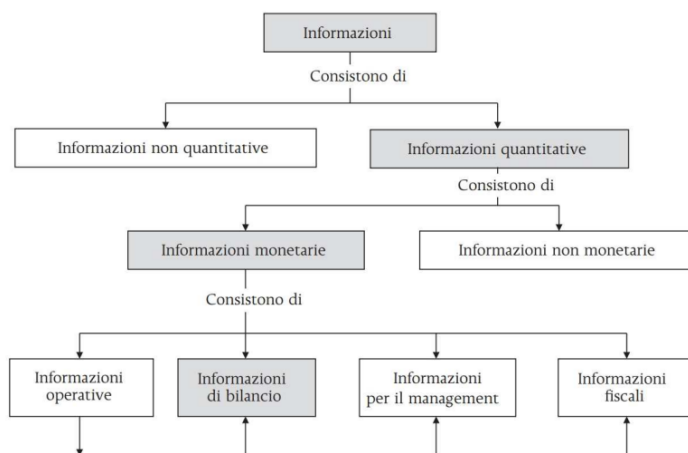 Informazioni
Consistono di
Informazioni non quantitative
Informazioni quantitative
Consistono di
Informazioni monetarie
Informazioni non monetarie
Consistono di
Informazioni
operative
Informazioni
di bilancio
Informazioni
per il management
Informazioni
fiscali